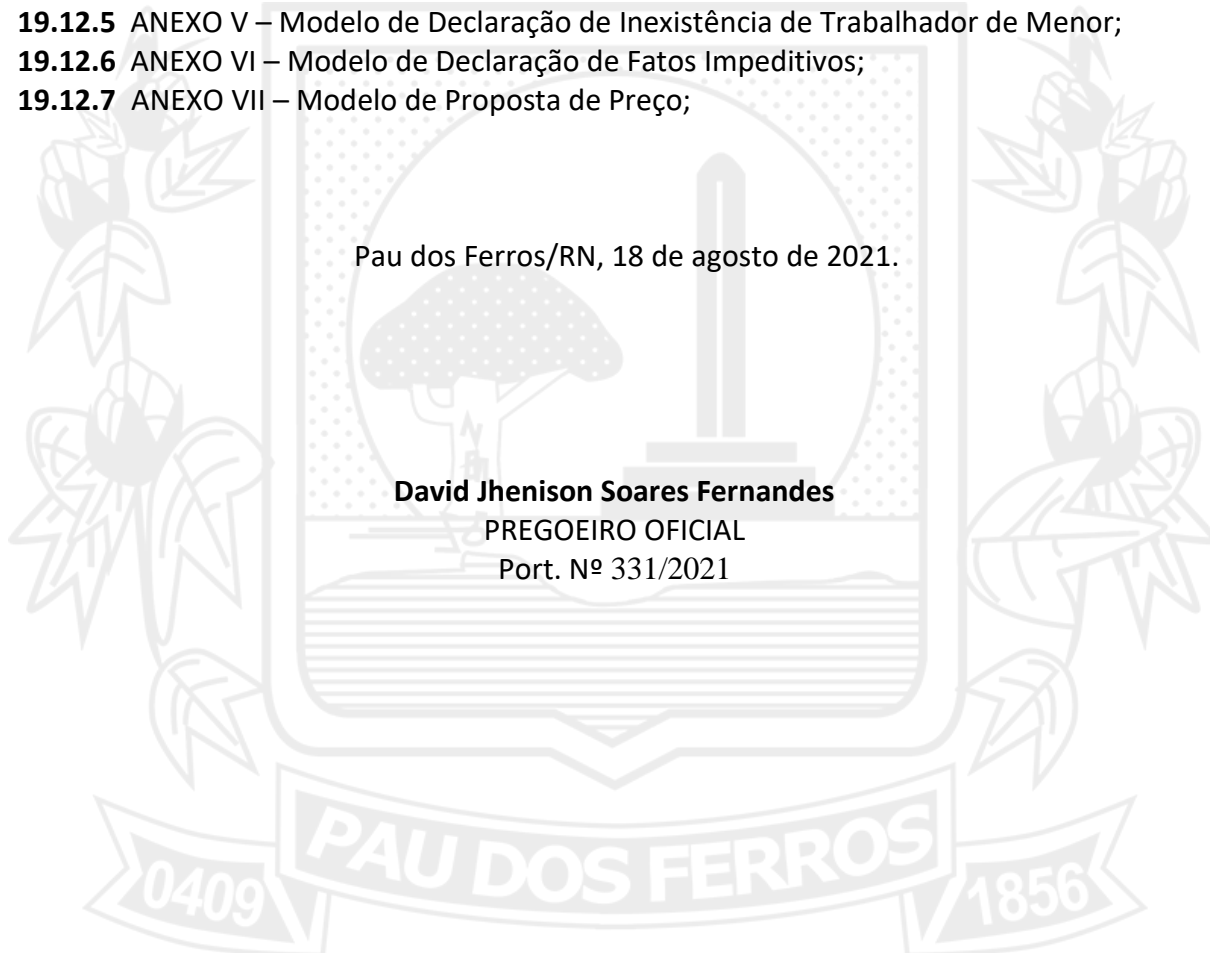 19.12.5 ANEXO V – Modelo de Declaração de Inexistência de Trabalhador de Menor;
19.12.6 ANEXO VI – Modelo de Declaração de Fatos Impeditivos;
19.12.7 ANEXO VII – Modelo de Proposta de Preço;
Pau dos Ferros/RN, 18 de agosto de 2021.
David Jhenison Soares Fernandes
PREGOEIRO OFICIAL
Port. Nº 331/2021
PAU DOS FERROS
0409 1856